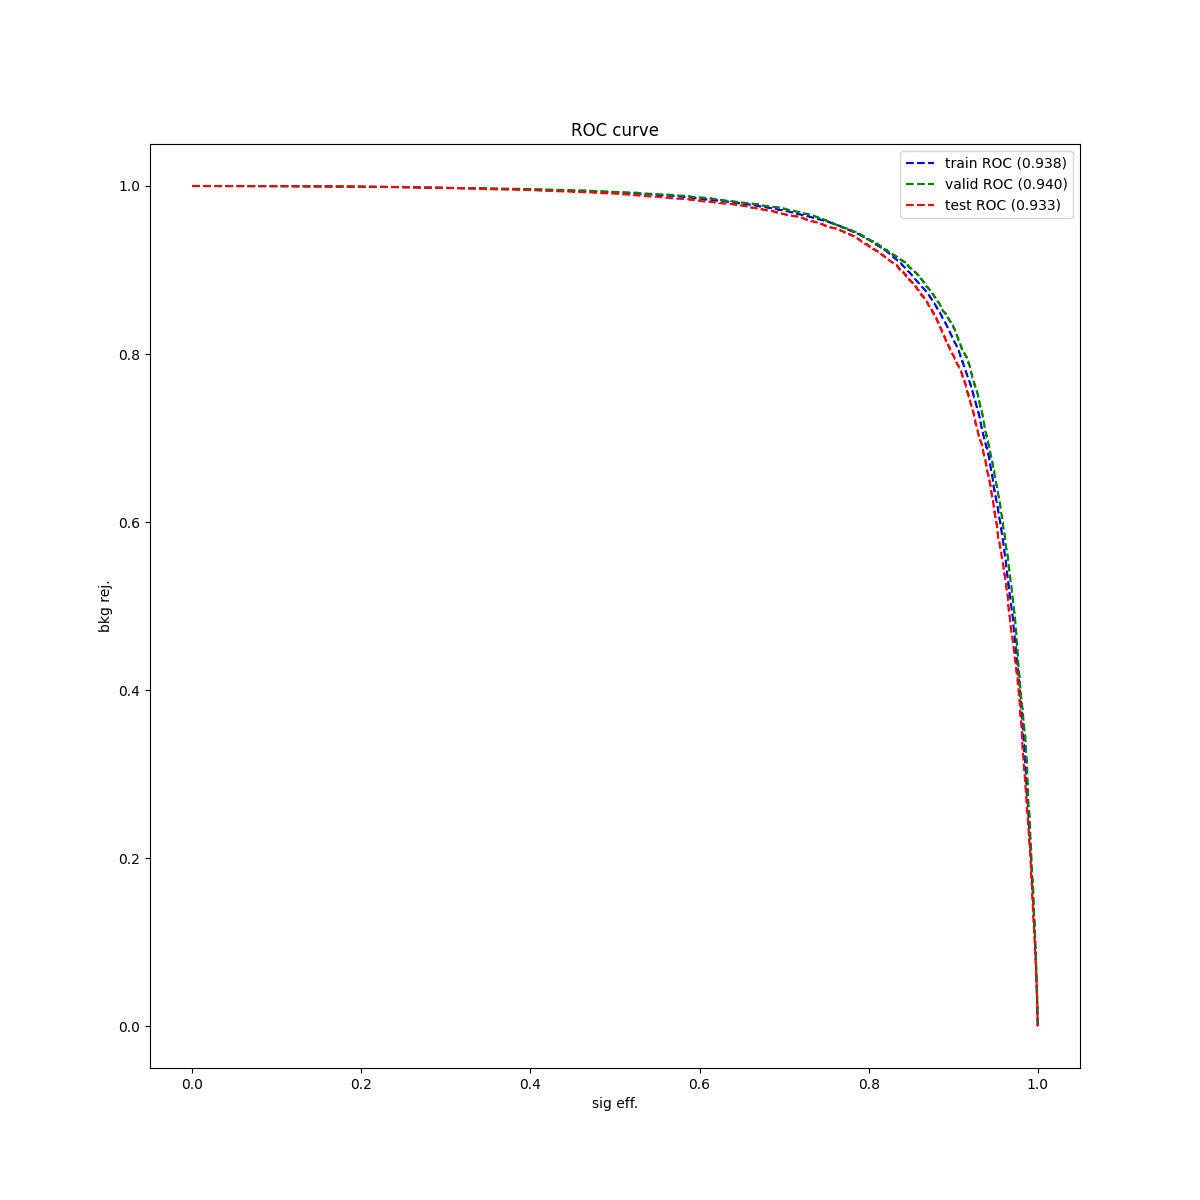 ROC curve
train ROC (0.938)
valid ROC (0.940)
test ROC (0.933)
1.0
0.8
0.6
0.4
0.2
0.0
bkg rej.
0.0 0.2 0.4 0.6 0.8 1.0
sig eff.